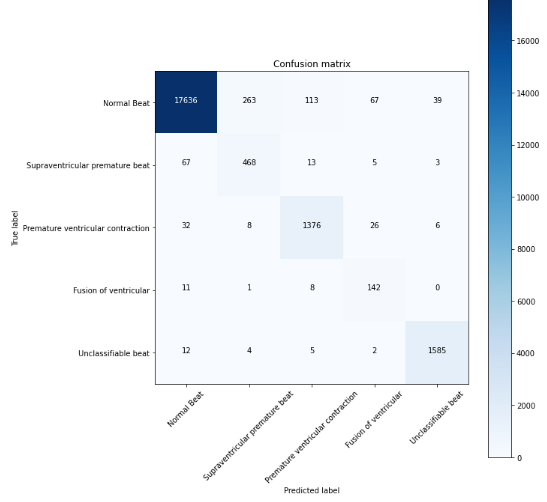 Confusion matrix
True label
Normal Beat 17636 263 113 67 39
Supraventricular premature beat 67 468 13 5 3
Premature ventricular contraction 32 8 1376 26 6
Fusion of ventricular 11 1 8 142 0
Unclassifiable beat 12 4 5 2 1585
Normal Beat
Supraventricular premature beat
Premature ventricular contraction
Fusion of ventricular
Unclassifiable beat
Predicted label
16000
14000
12000
10000
8000
6000
4000
2000
0